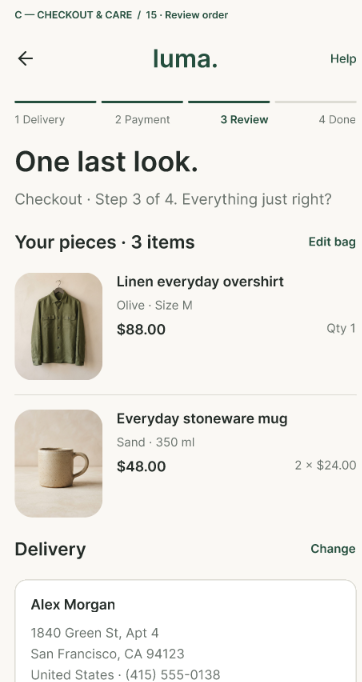 C — CHECKOUT & CARE / 15 · Review order
luma.
Help
1 Delivery
2 Payment
3 Review
4 Done
One last look.
Checkout · Step 3 of 4. Everything just right?
Your pieces · 3 items
Edit bag
Linen everyday overshirt
Olive · Size M
$88.00
Qty 1
Everyday stoneware mug
Sand · 350 ml
$48.00
2 × $24.00
Delivery
Change
Alex Morgan
1840 Green St, Apt 4
San Francisco, CA 94123
United States · (415) 555-0138